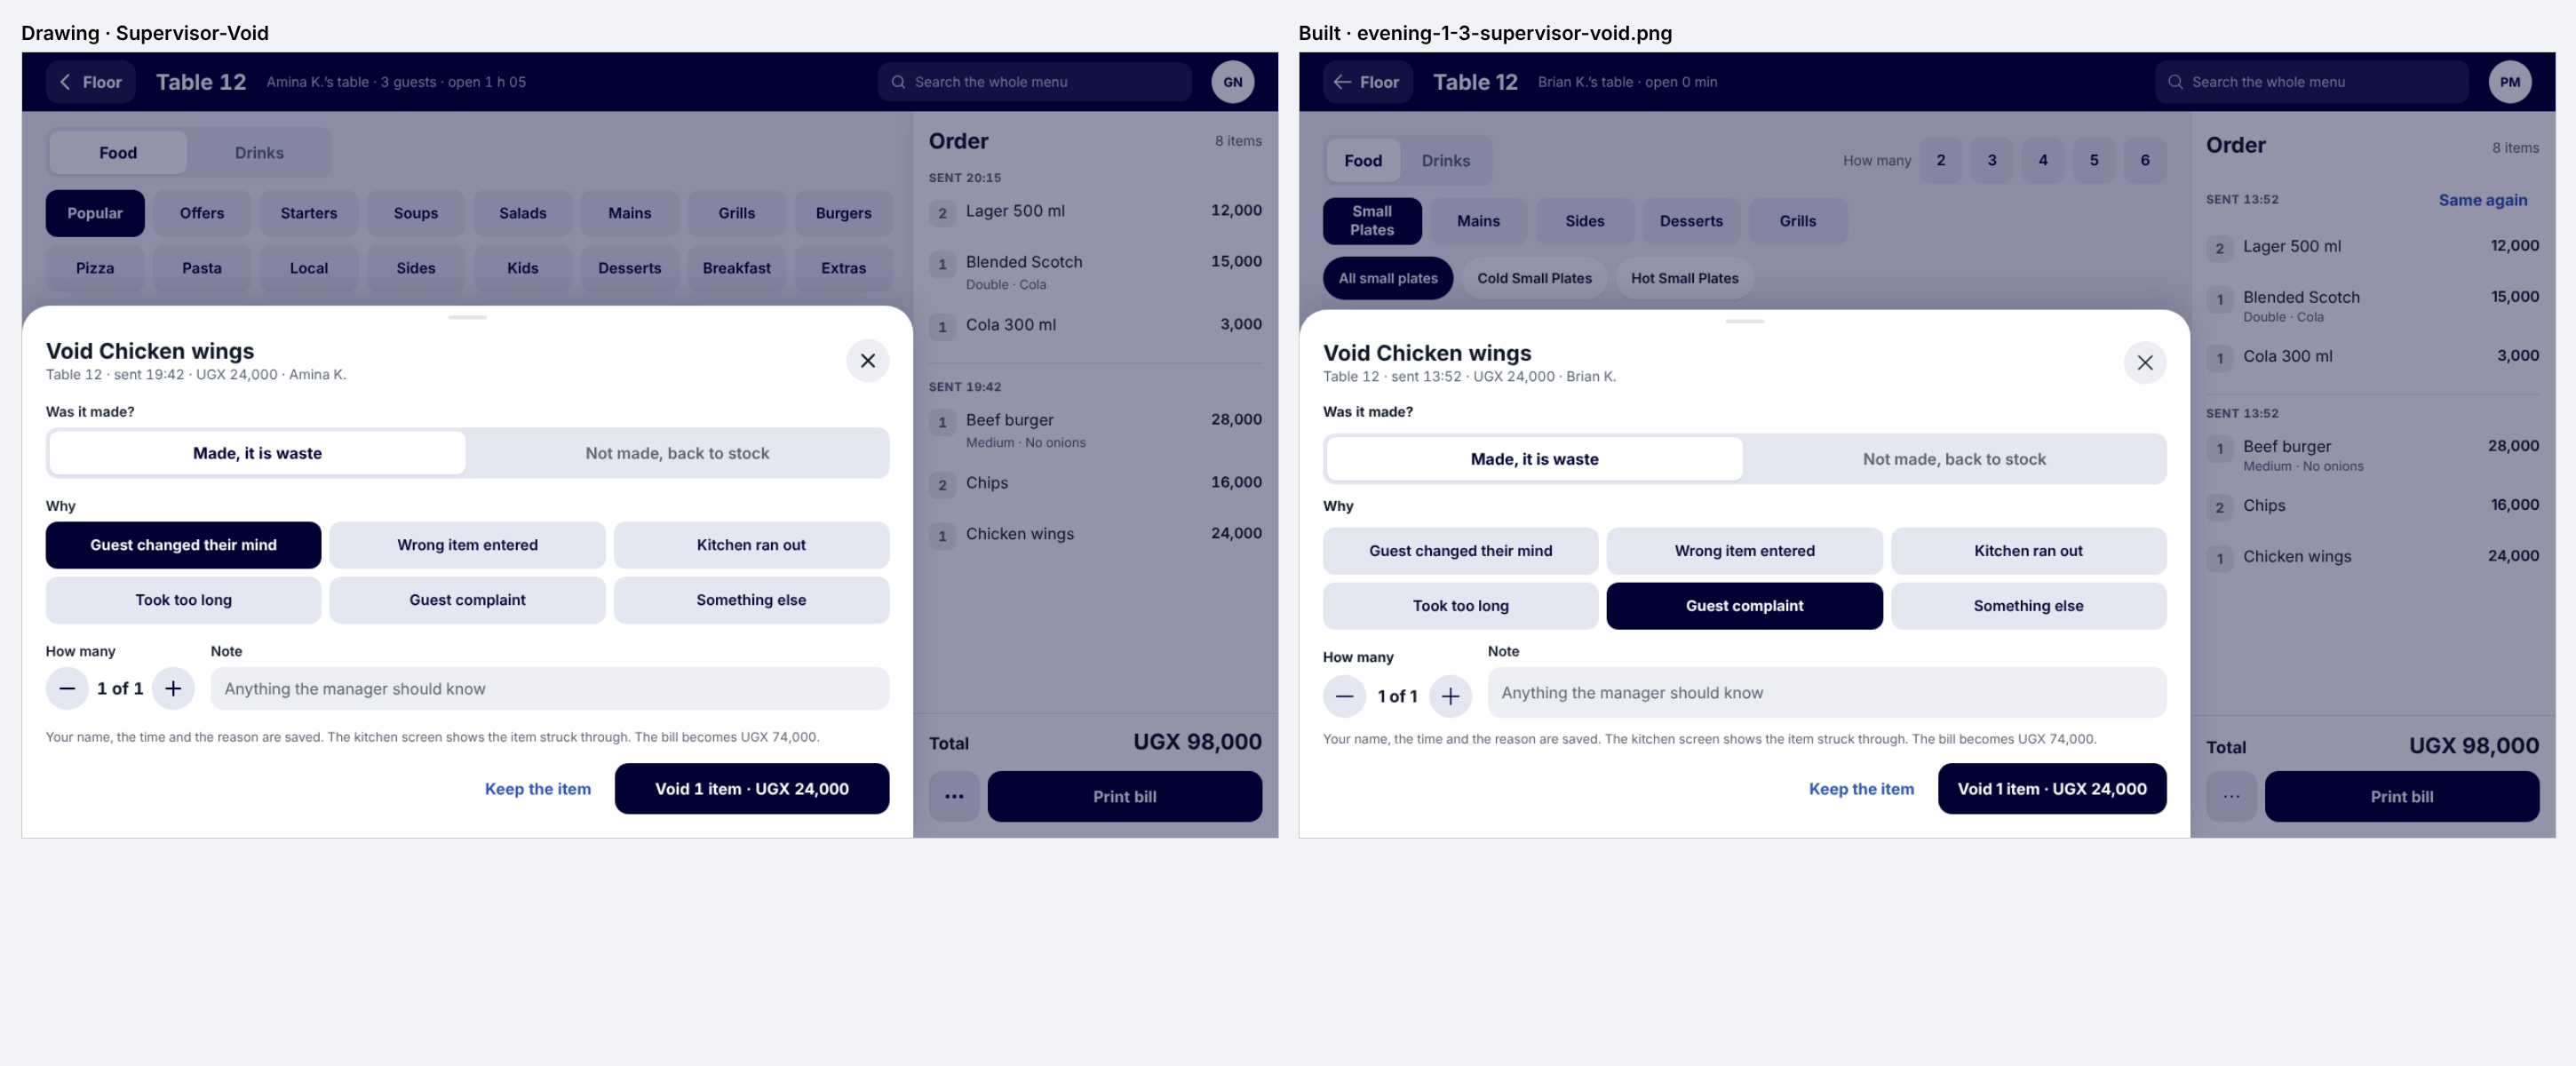 Drawing · Supervisor-Void
Floor
Table 12
Amina K.'s table · 3 guests · open 1 h 05
Search the whole menu
GN
Food
Drinks
Popular
Offers
Starters
Soups
Salads
Mains
Grills
Burgers
Pizza
Pasta
Local
Sides
Kids
Desserts
Breakfast
Extras
Void Chicken wings
Table 12 · sent 19:42 · UGX 24,000 · Amina K.
Was it made?
Made, it is waste
Not made, back to stock
Why
Guest changed their mind
Wrong item entered
Kitchen ran out
Took too long
Guest complaint
Something else
How many
Note
1 of 1
Anything the manager should know
Your name, the time and the reason are saved. The kitchen screen shows the item struck through. The bill becomes UGX 74,000.
Keep the item
Void 1 item · UGX 24,000
Order
8 items
SENT 20:15
2 Lager 500 ml 12,000
1 Blended Scotch 15,000
Double · Cola
1 Cola 300 ml 3,000
SENT 19:42
1 Beef burger 28,000
Medium · No onions
2 Chips 16,000
1 Chicken wings 24,000
Total UGX 98,000
Print bill
Built · evening-1-3-supervisor-void.png
Floor
Table 12
Brian K.'s table · open 0 min
Search the whole menu
PM
Food
Drinks
How many
2
3
4
5
6
Small
Plates
Mains
Sides
Desserts
Grills
All small plates
Cold Small Plates
Hot Small Plates
Void Chicken wings
Table 12 · sent 13:52 · UGX 24,000 · Brian K.
Was it made?
Made, it is waste
Not made, back to stock
Why
Guest changed their mind
Wrong item entered
Kitchen ran out
Took too long
Guest complaint
Something else
How many
Note
1 of 1
Anything the manager should know
Your name, the time and the reason are saved. The kitchen screen shows the item struck through. The bill becomes UGX 74,000.
Keep the item
Void 1 item · UGX 24,000
Order
8 items
SENT 13:52
Same again
2 Lager 500 ml 12,000
1 Blended Scotch 15,000
Double · Cola
1 Cola 300 ml 3,000
SENT 13:52
1 Beef burger 28,000
Medium · No onions
2 Chips 16,000
1 Chicken wings 24,000
Total UGX 98,000
Print bill